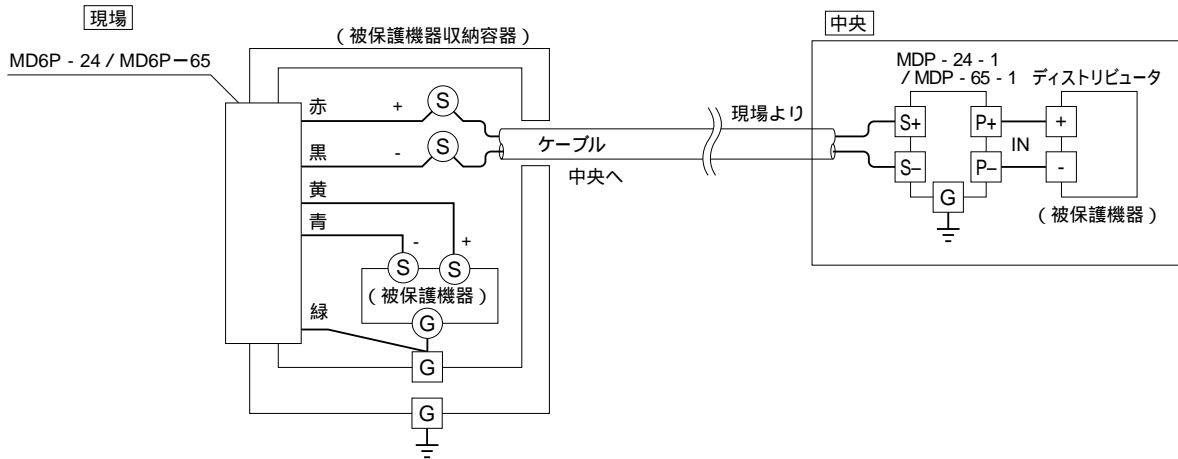 現場
MD6P - 24 / MD6P－65
（被保護機器収納容器）
赤
+
S
黒
-
S
黄
青
-
+
S
S
（被保護機器）
G
緑
G
G
ケーブル
中央へ
現場より
中央
MDP - 24 - 1
/ MDP - 65 - 1
ディストリビュータ
S+
P+
+
IN
S−
P−
-
G
（被保護機器）